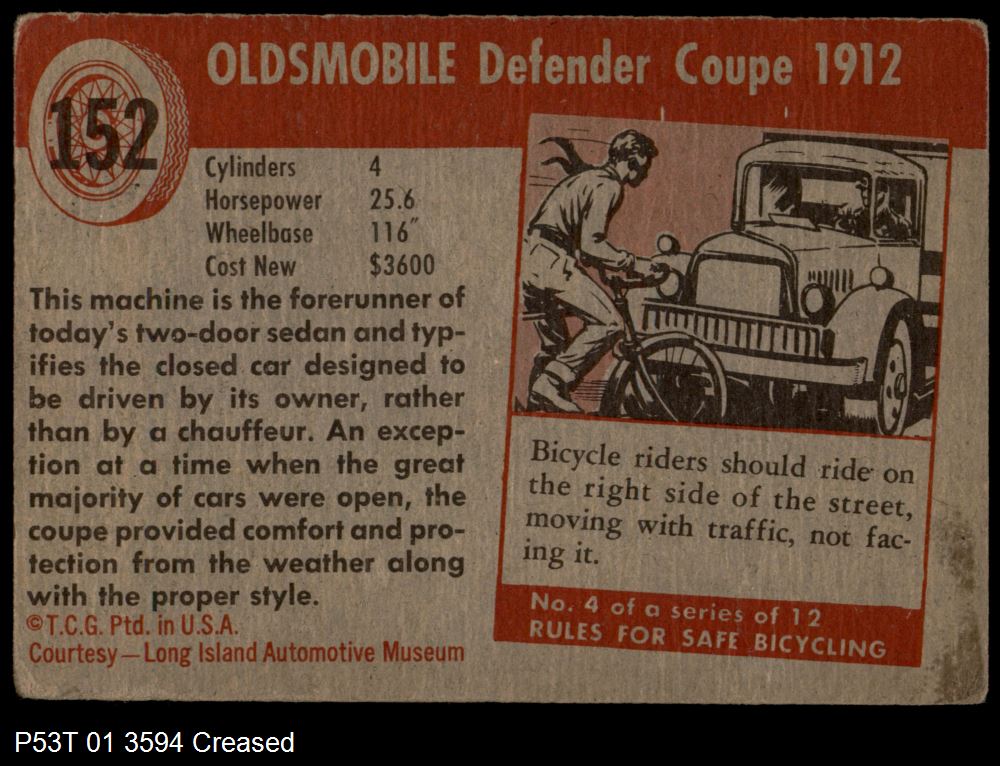 152
OLDSMOBILE Defender Coupe 1912
Cylinders 4
Horsepower 25.6
Wheelbase 116"
Cost New $3600
This machine is the forerunner of
today's two-door sedan and typ-
ifies the closed car designed to
be driven by its owner, rather
than by a chauffeur. An excep-
tion at a time when the great
majority of cars were open, the
coupe provided comfort and pro-
tection from the weather along
with the proper style.
©T.C.G. Ptd. in U.S.A.
Courtesy—Long Island Automotive Museum
Bicycle riders should ride on
the right side of the street,
moving with traffic, not fac-
ing it.
No. 4 of a series of 12
RULES FOR SAFE BICYCLING
P53T 01 3594 Creased